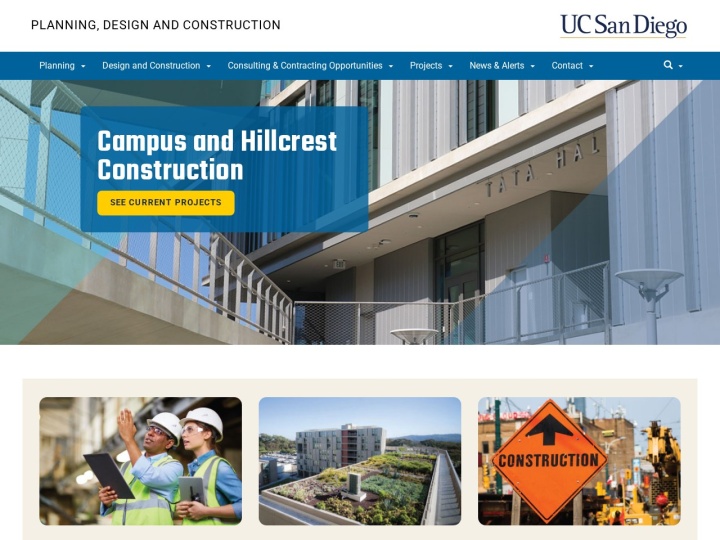 PLANNING, DESIGN AND CONSTRUCTION
UC San Diego
Planning
Design and Construction
Consulting & Contracting Opportunities
Projects
News & Alerts
Contact
Campus and Hillcrest
Construction
SEE CURRENT PROJECTS
TATA HAL
CONSTRUCTION